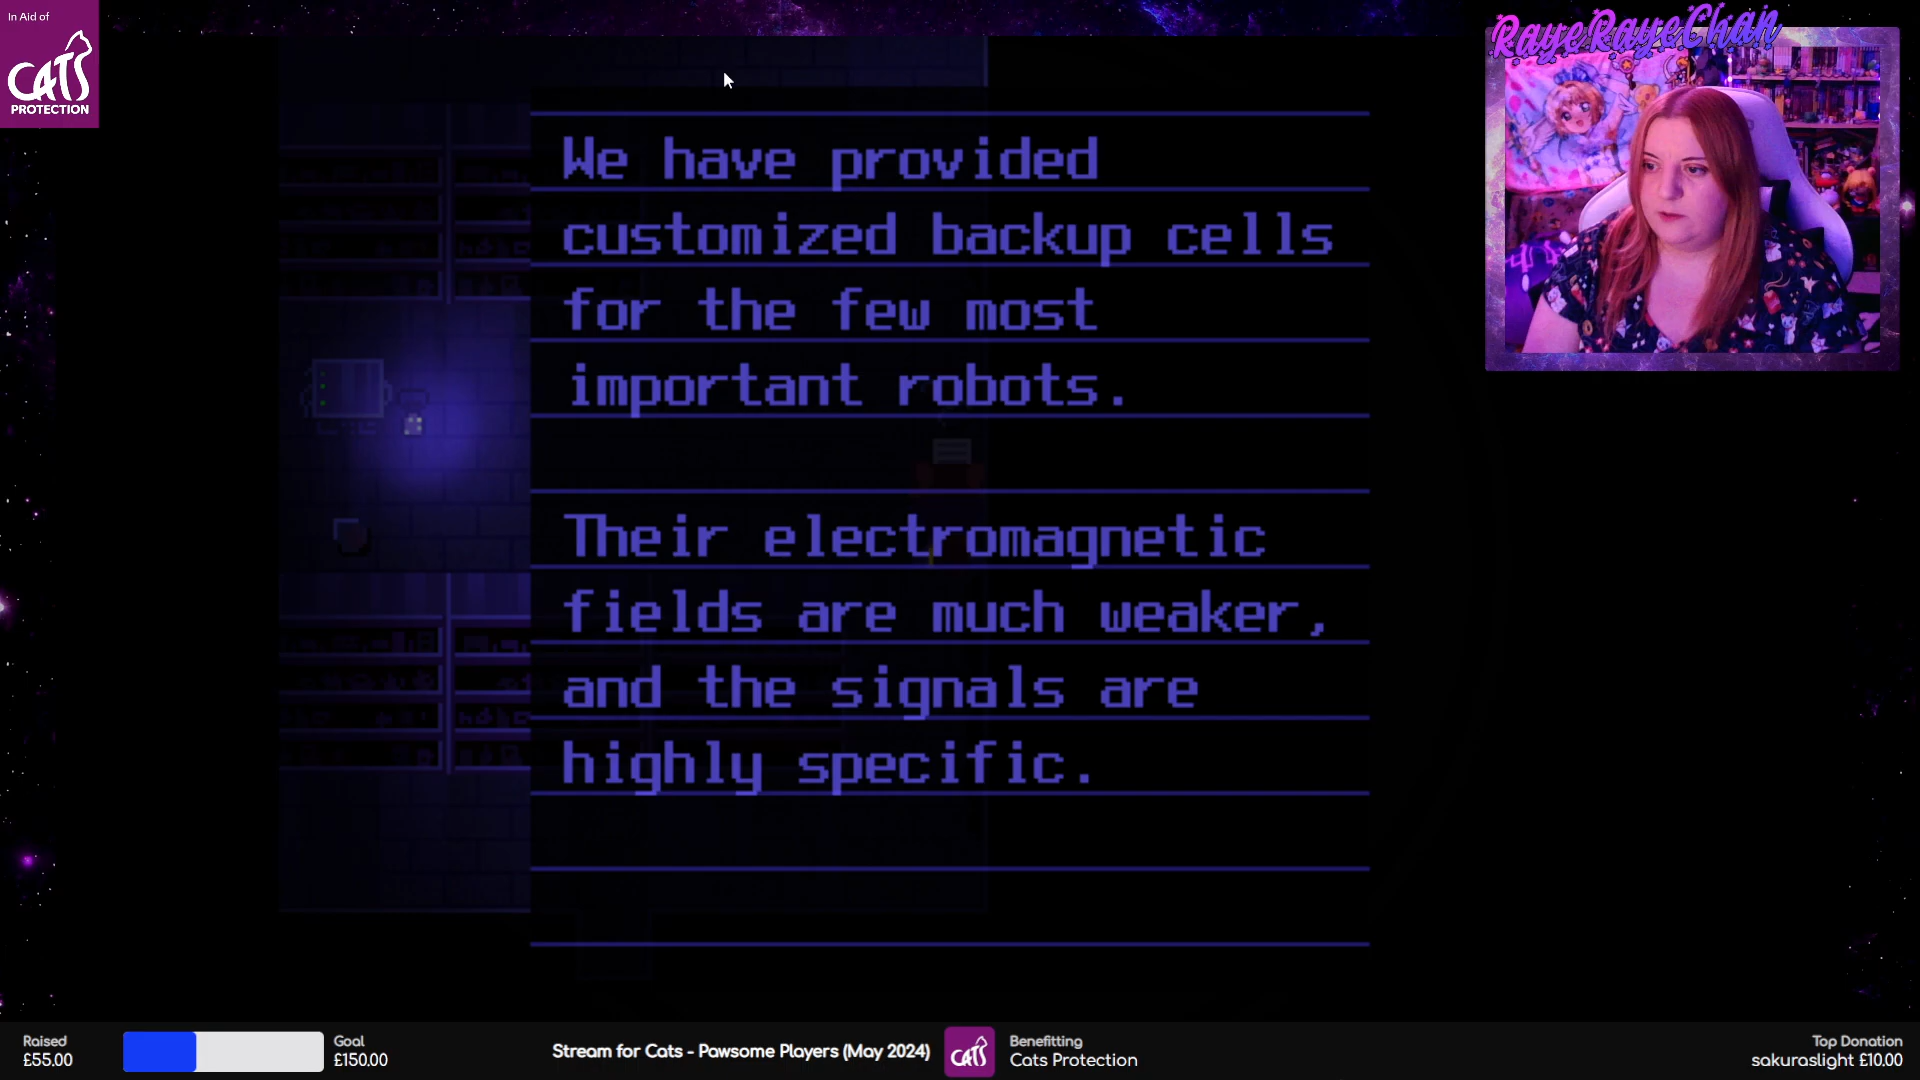 In Aid of
CATS
PROTECTION
RayeRayeChan
We have provided
customized backup cells
for the few most
important robots.
Their electromagnetic
fields are much weaker,
and the signals are
highly specific.
Raised
£55.00
Goal
£150.00
Stream for Cats - Pawsome Players (May 2024)
CATS
Benefitting
Cats Protection
Top Donation
sakuraslight £10.00